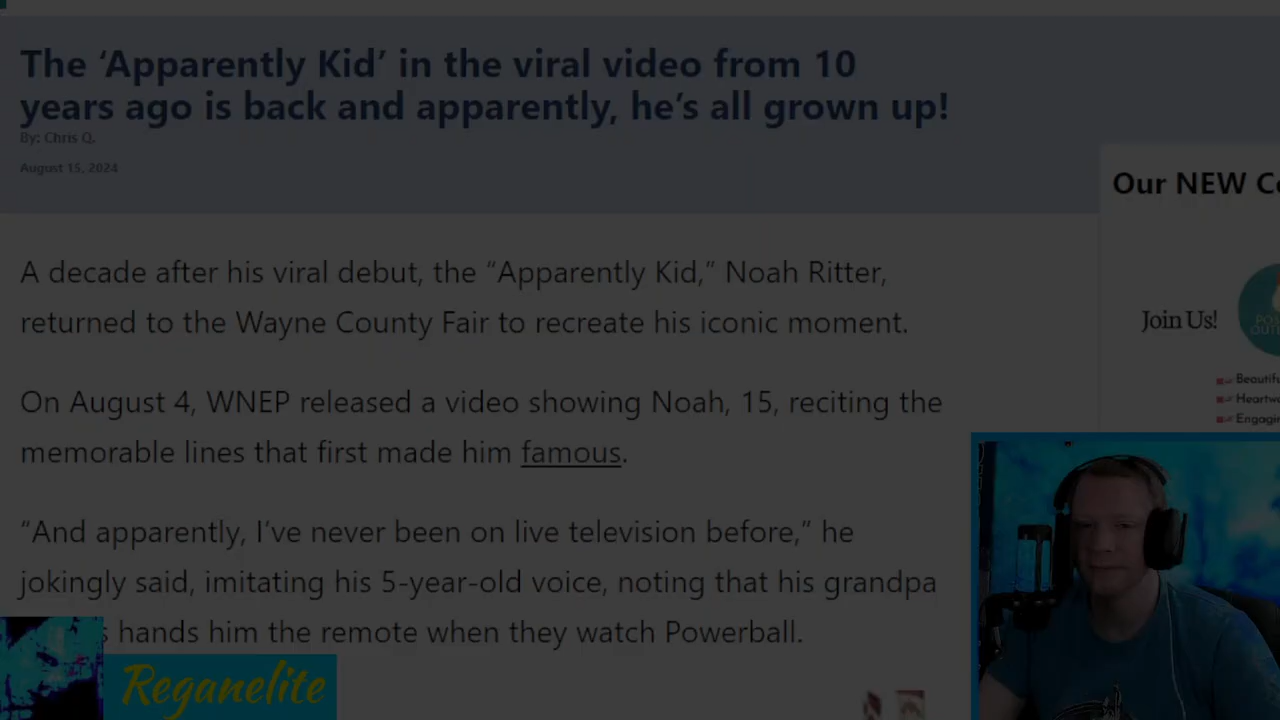 The ‘Apparently Kid’ in the viral video from 10
years ago is back and apparently, he’s all grown up!
By: Chris Q.
August 15, 2024
Our NEW
A decade after his viral debut, the “Apparently Kid,” Noah Ritter,
returned to the Wayne County Fair to recreate his iconic moment.
Join Us!
On August 4, WNEP released a video showing Noah, 15, reciting the
memorable lines that first made him famous.
“And apparently, I’ve never been on live television before,” he
jokingly said, imitating his 5-year-old voice, noting that his grandpa
hands him the remote when they watch Powerball.
Reganelite